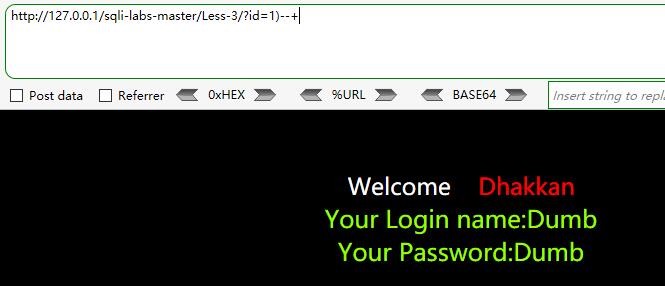 http://127.0.0.1/sqli-labs-master/Less-3/?id=1)--+
Post data Referrer 0xHEX %URL BASE64 Insert string to repla
Welcome Dhakkan
Your Login name:Dumb
Your Password:Dumb